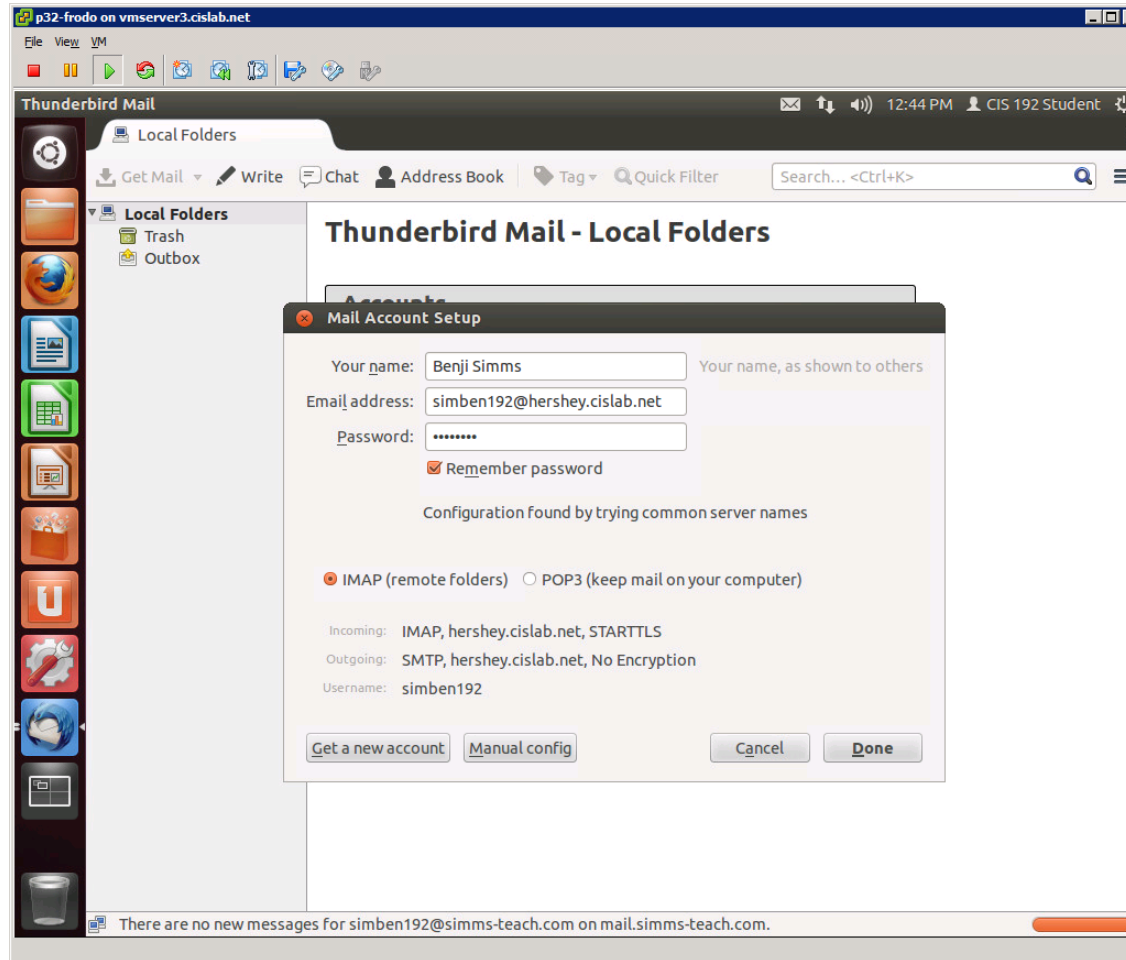 p32-frodo on vmserver3.cislab.net
File View VM
Thunderbird Mail 12:44 PM CIS 192 Student
Local Folders
Get Mail Write Chat Address Book Tag Quick Filter Search... <Ctrl+K>
Local Folders
Trash
Outbox
Thunderbird Mail - Local Folders
Accounts
Mail Account Setup
Your name: Benji Simms Your name, as shown to others
Email address: simben192@hershey.cislab.net
Password: ••••••••
Remember password
Configuration found by trying common server names
IMAP (remote folders) POP3 (keep mail on your computer)
Incoming: IMAP, hershey.cislab.net, STARTTLS
Outgoing: SMTP, hershey.cislab.net, No Encryption
Username: simben192
Get a new account Manual config Cancel Done
There are no new messages for simben192@simms-teach.com on mail.simms-teach.com.